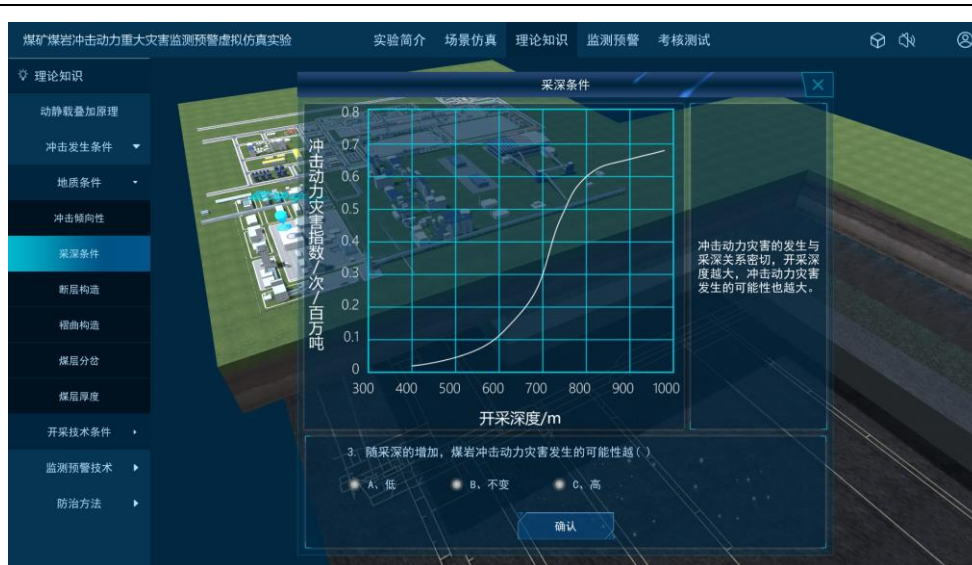 煤矿煤岩冲击动力重大灾害监测预警虚拟仿真实验
实验简介 场景仿真 理论知识 监测预警 考核测试
理论知识
动静载叠加原理
冲击发生条件
地质条件
冲击倾向性
采深条件
断层构造
褶曲构造
煤层分岔
煤层厚度
开采技术条件
监测预警技术
防治方法
采深条件
冲击动力灾害指数/次/百万吨
0.8
0.7
0.6
0.5
0.4
0.3
0.2
0.1
0
300 400 500 600 700 800 900 1000
开采深度/m
冲击动力灾害的发生与
采深关系密切，开采深
度越大，冲击动力灾害
发生的可能性也越大。
3. 随采深的增加，煤岩冲击动力灾害发生的可能性越( )
A、低 B、不变 C、高
确认